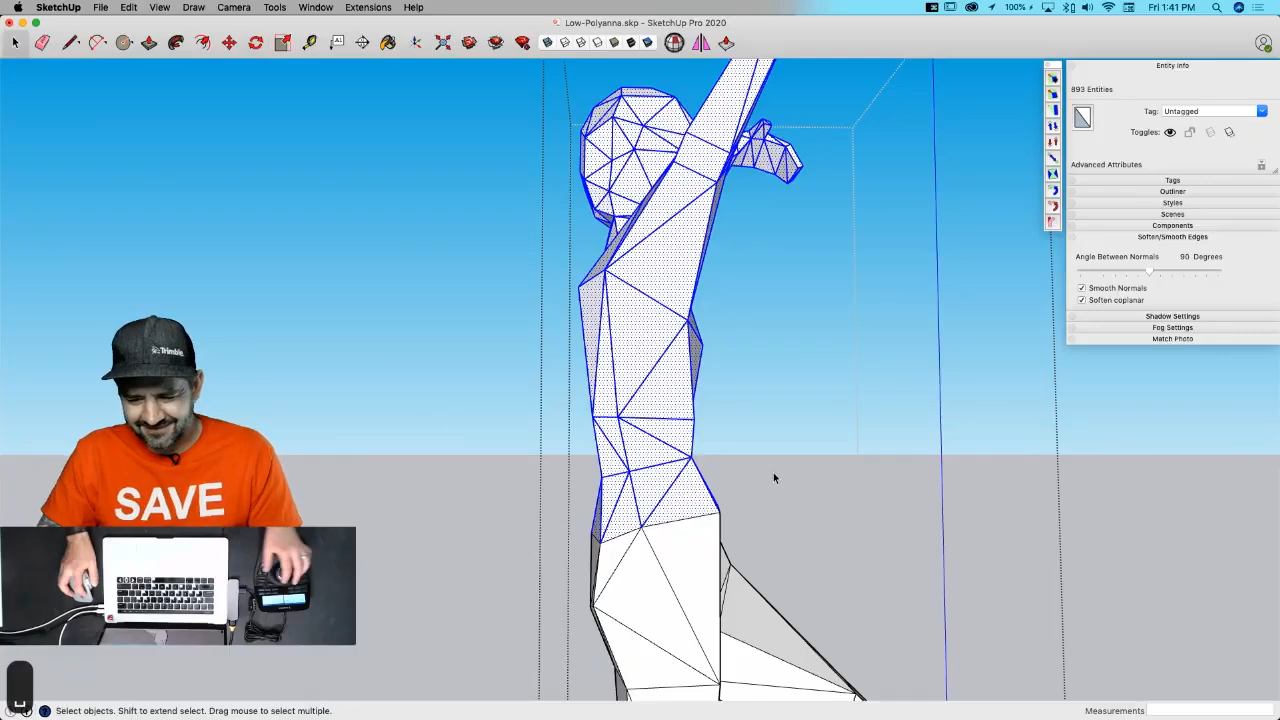 SketchUp File Edit View Draw Camera Tools Window Extensions Help
100% Fri 1:41 PM
Low-Polyanna.skp - SketchUp Pro 2020
Entity Info
893 Entities
Tag: Untagged
Toggles:
Advanced Attributes
Tags
Outliner
Styles
Scenes
Components
Soften/Smooth Edges
Angle Between Normals 90 Degrees
Smooth Normals
Soften coplanar
Shadow Settings
Fog Settings
Match Photo
Trimble
SAVE
Select objects. Shift to extend select. Drag mouse to select multiple.
Measurements